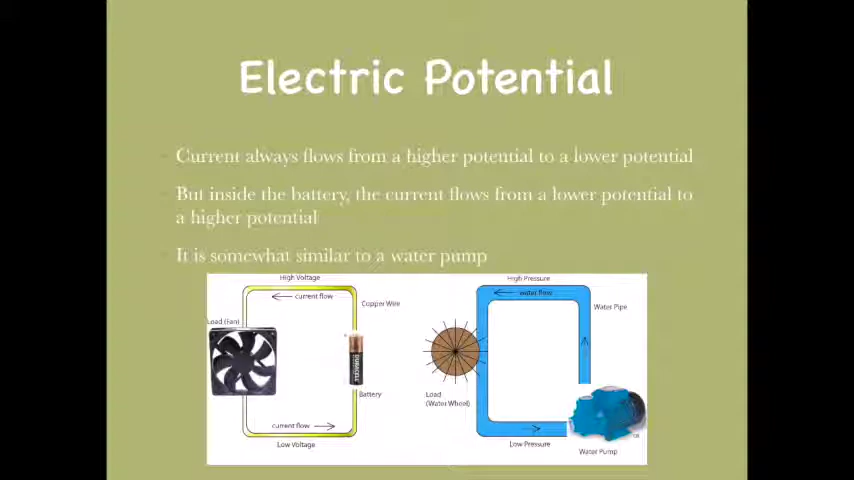 Electric Potential
Current always flows from a higher potential to a lower potential
But inside the battery, the current flows from a lower potential to
a higher potential
It is somewhat similar to a water pump
High Voltage
current flow
Copper Wire
Load (Fan)
DURACELL
Battery
current flow
Low Voltage
High Pressure
water flow
Water Pipe
Load
(Water Wheel)
Low Pressure
Water Pump